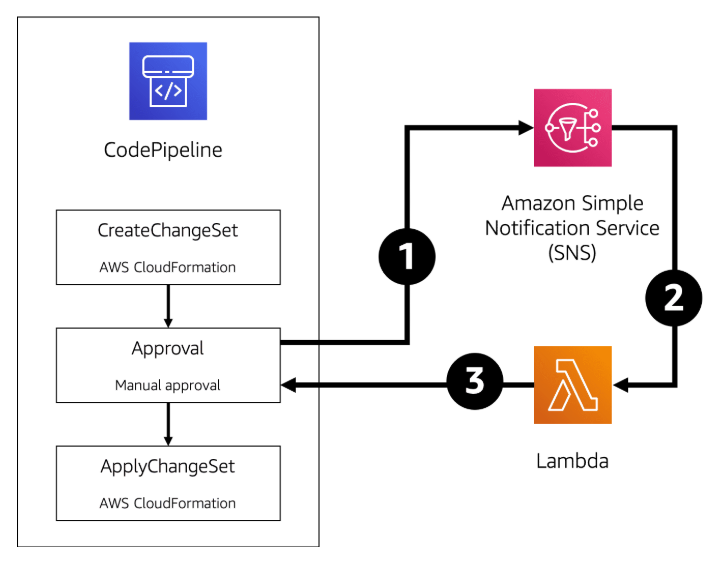 </>
CodePipeline
CreateChangeSet
AWS CloudFormation
Approval
Manual approval
ApplyChangeSet
AWS CloudFormation
1
Amazon Simple
Notification Service
(SNS)
2
3
Lambda